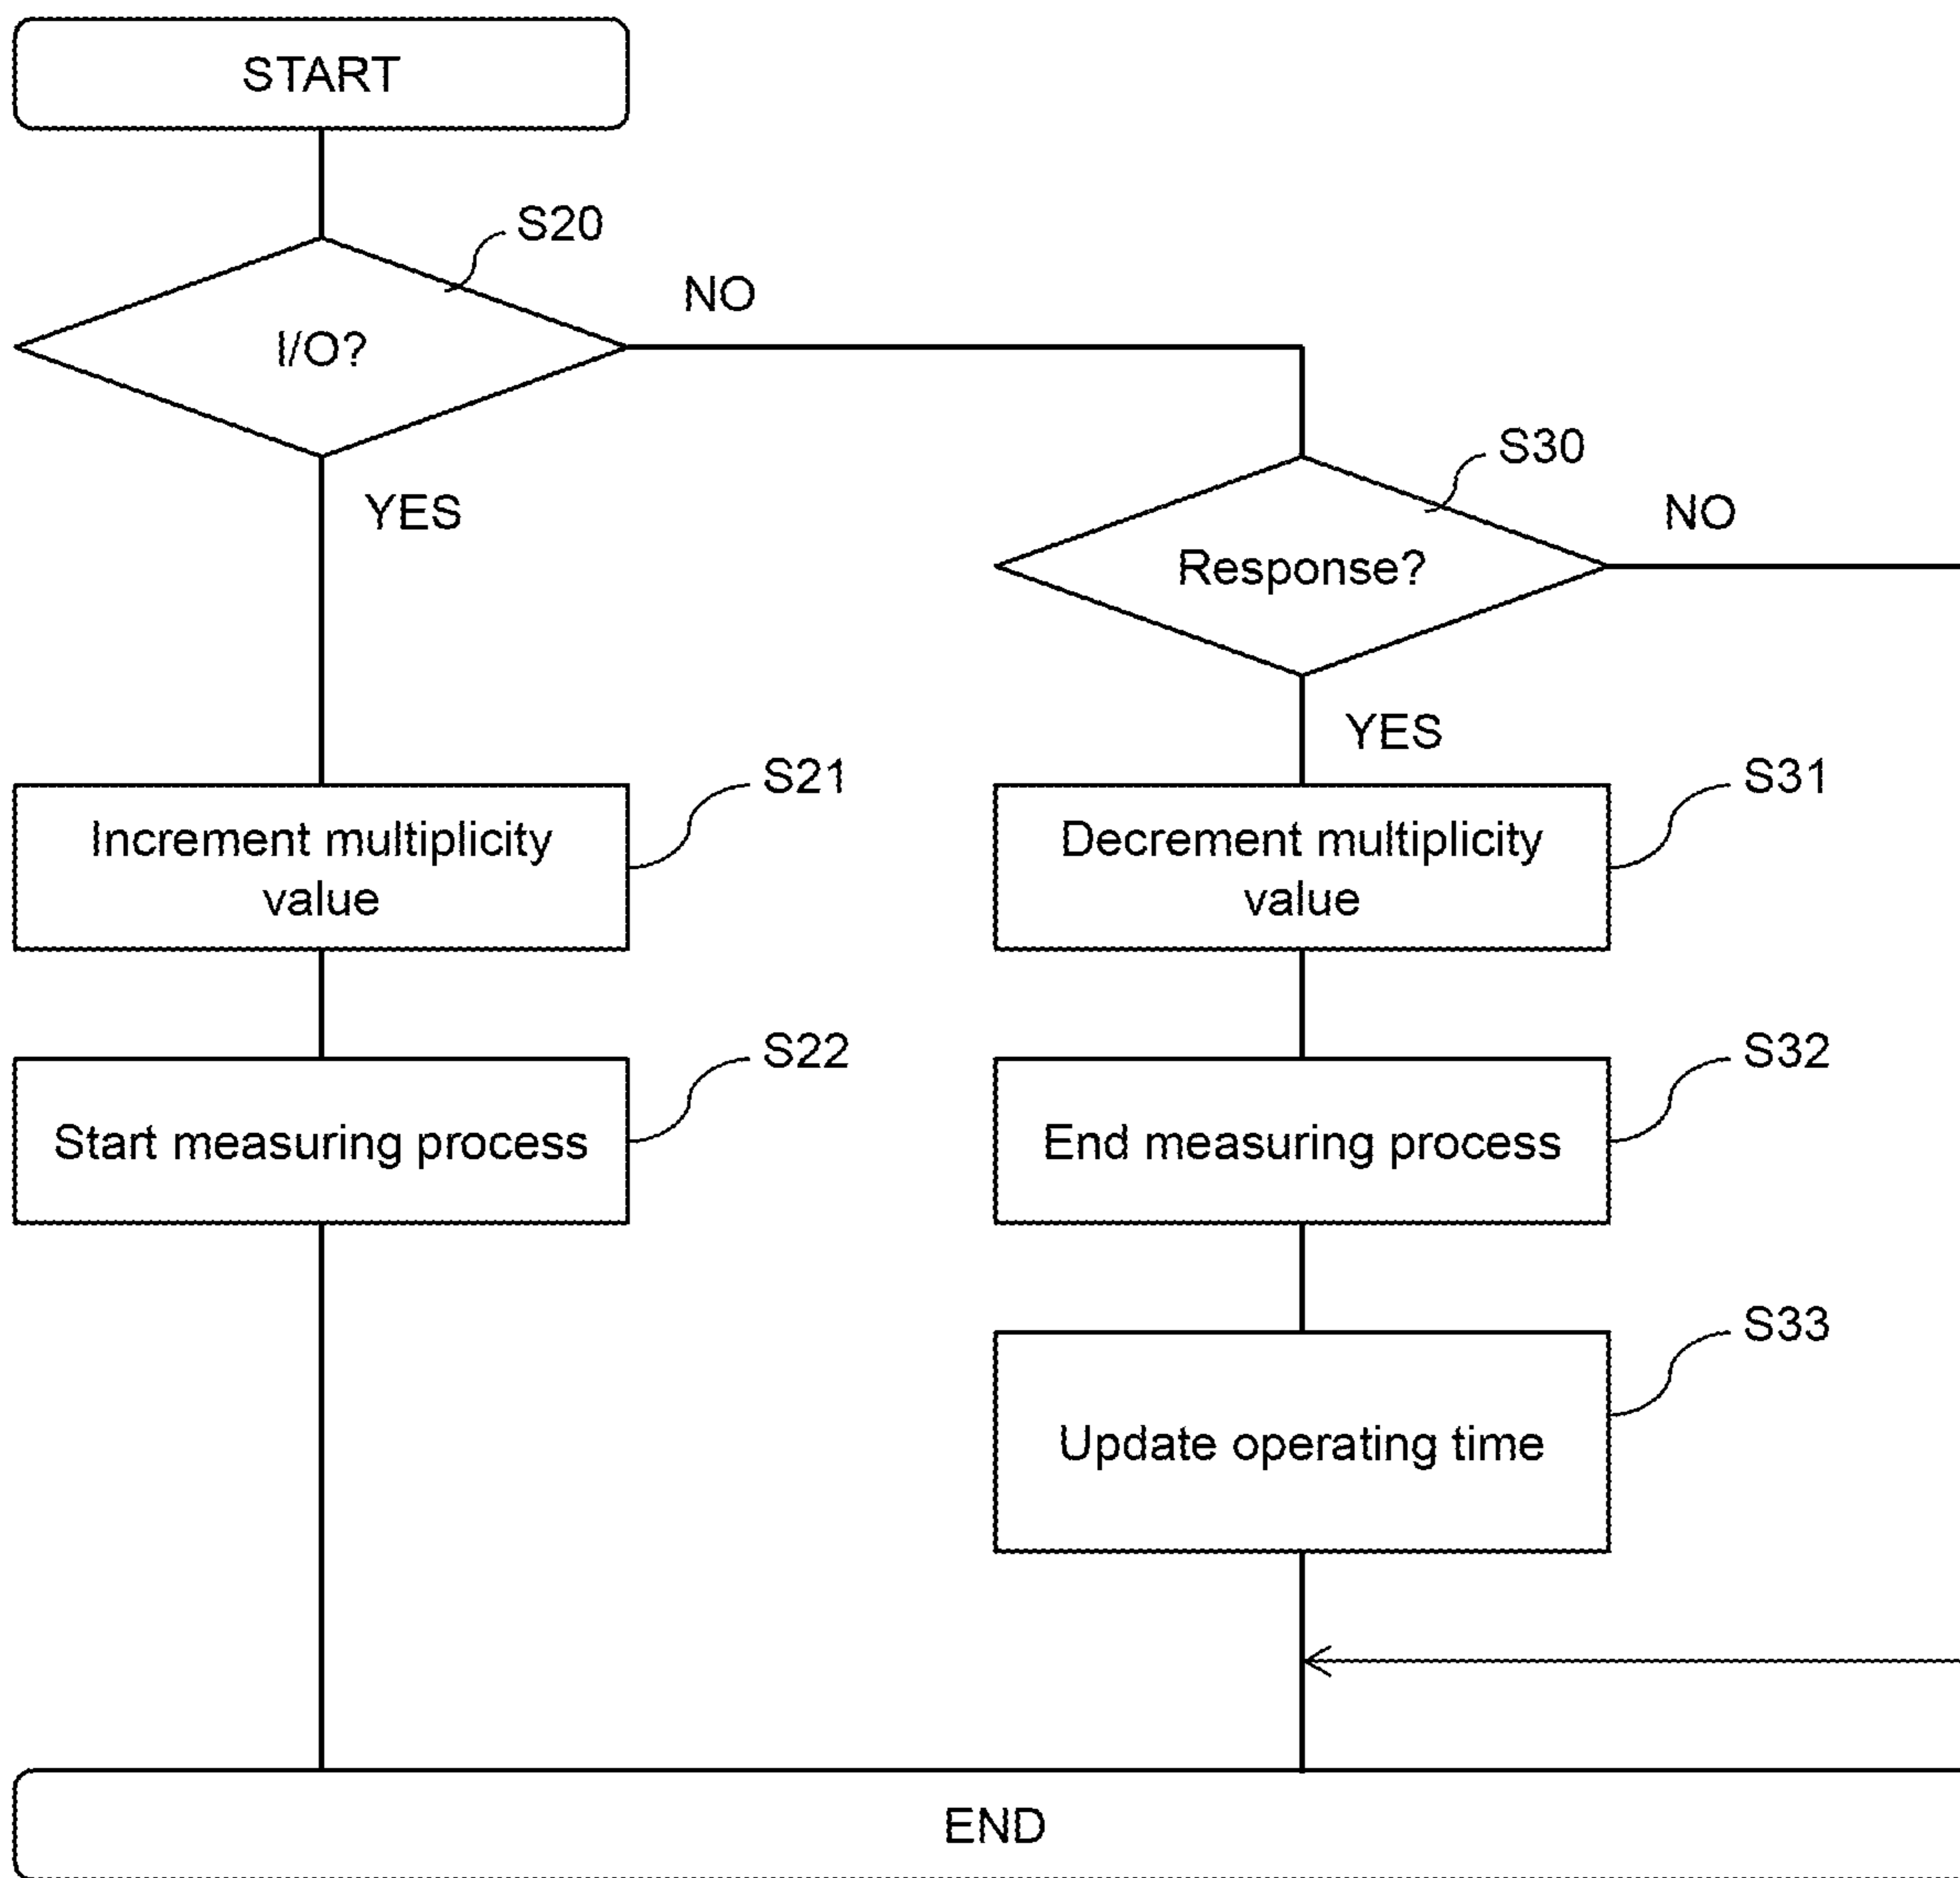 START
S20
NO
I/O?
S30
YES
NO
Response?
YES
S21
S31
Increment multiplicity
value
Decrement multiplicity
value
S22
S32
Start measuring process
End measuring process
S33
Update operating time
END